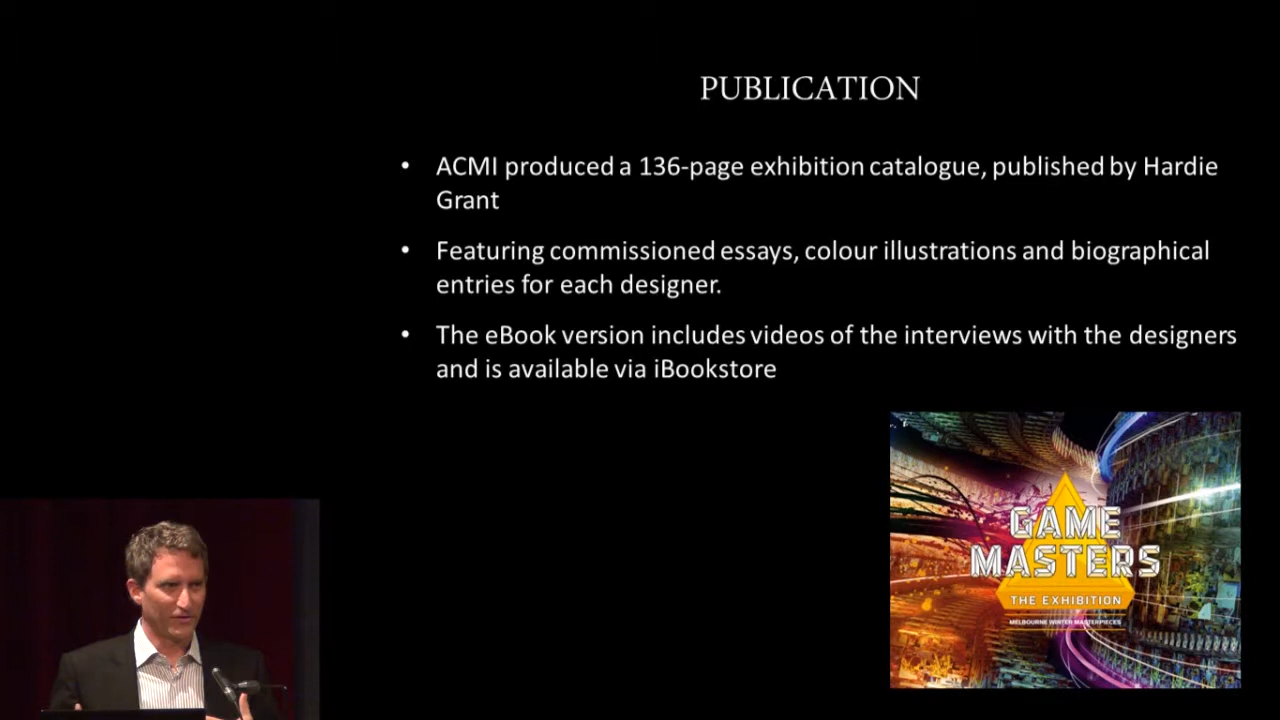 PUBLICATION
• ACMI produced a 136-page exhibition catalogue, published by Hardie
Grant
• Featuring commissioned essays, colour illustrations and biographical
entries for each designer.
• The eBook version includes videos of the interviews with the designers
and is available via iBookstore
GAME
MASTERS
THE EXHIBITION
MELBOURNE WINTER MASTERPIECES